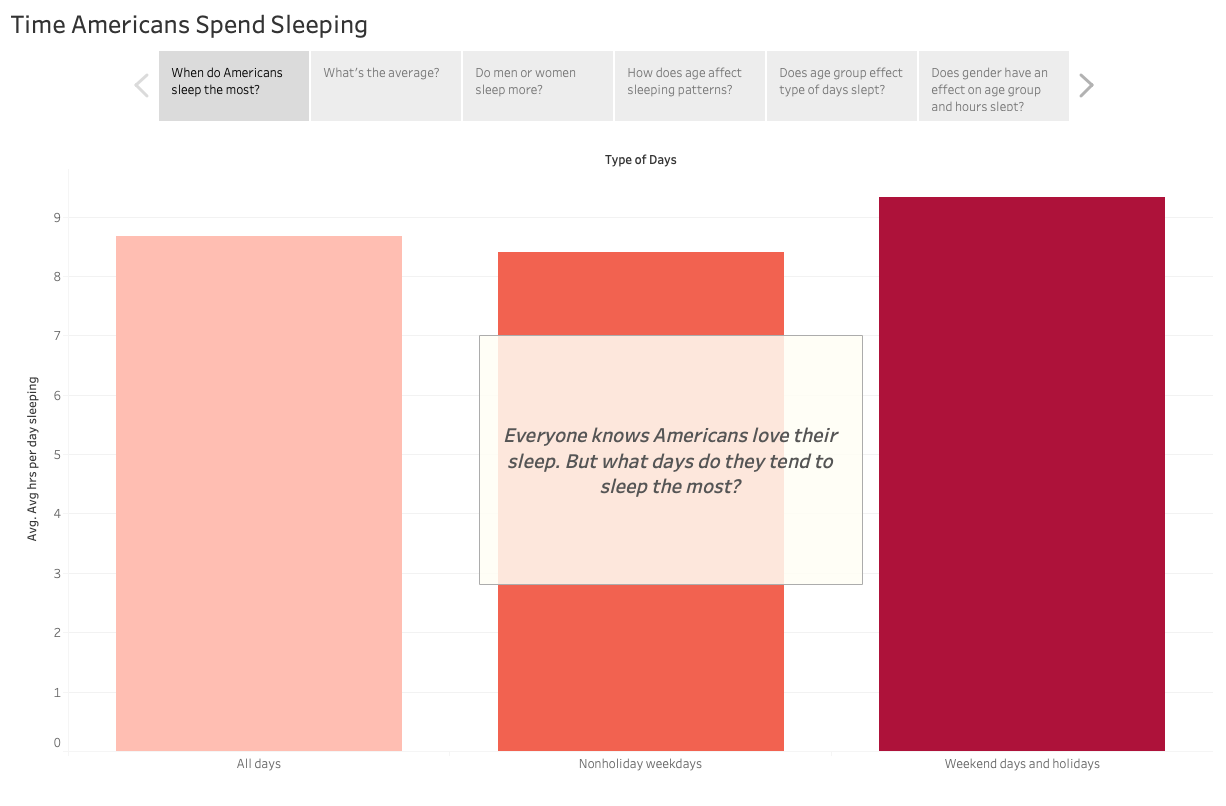 Time Americans Spend Sleeping
When do Americans
sleep the most?
What's the average?
Do men or women
sleep more?
How does age affect
sleeping patterns?
Does age group effect
type of days slept?
Does gender have an
effect on age group
and hours slept?
Type of Days
Avg. Avg hrs per day sleeping
9
8
7
6
5
4
3
2
1
0
Everyone knows Americans love their
sleep. But what days do they tend to
sleep the most?
All days
Nonholiday weekdays
Weekend days and holidays